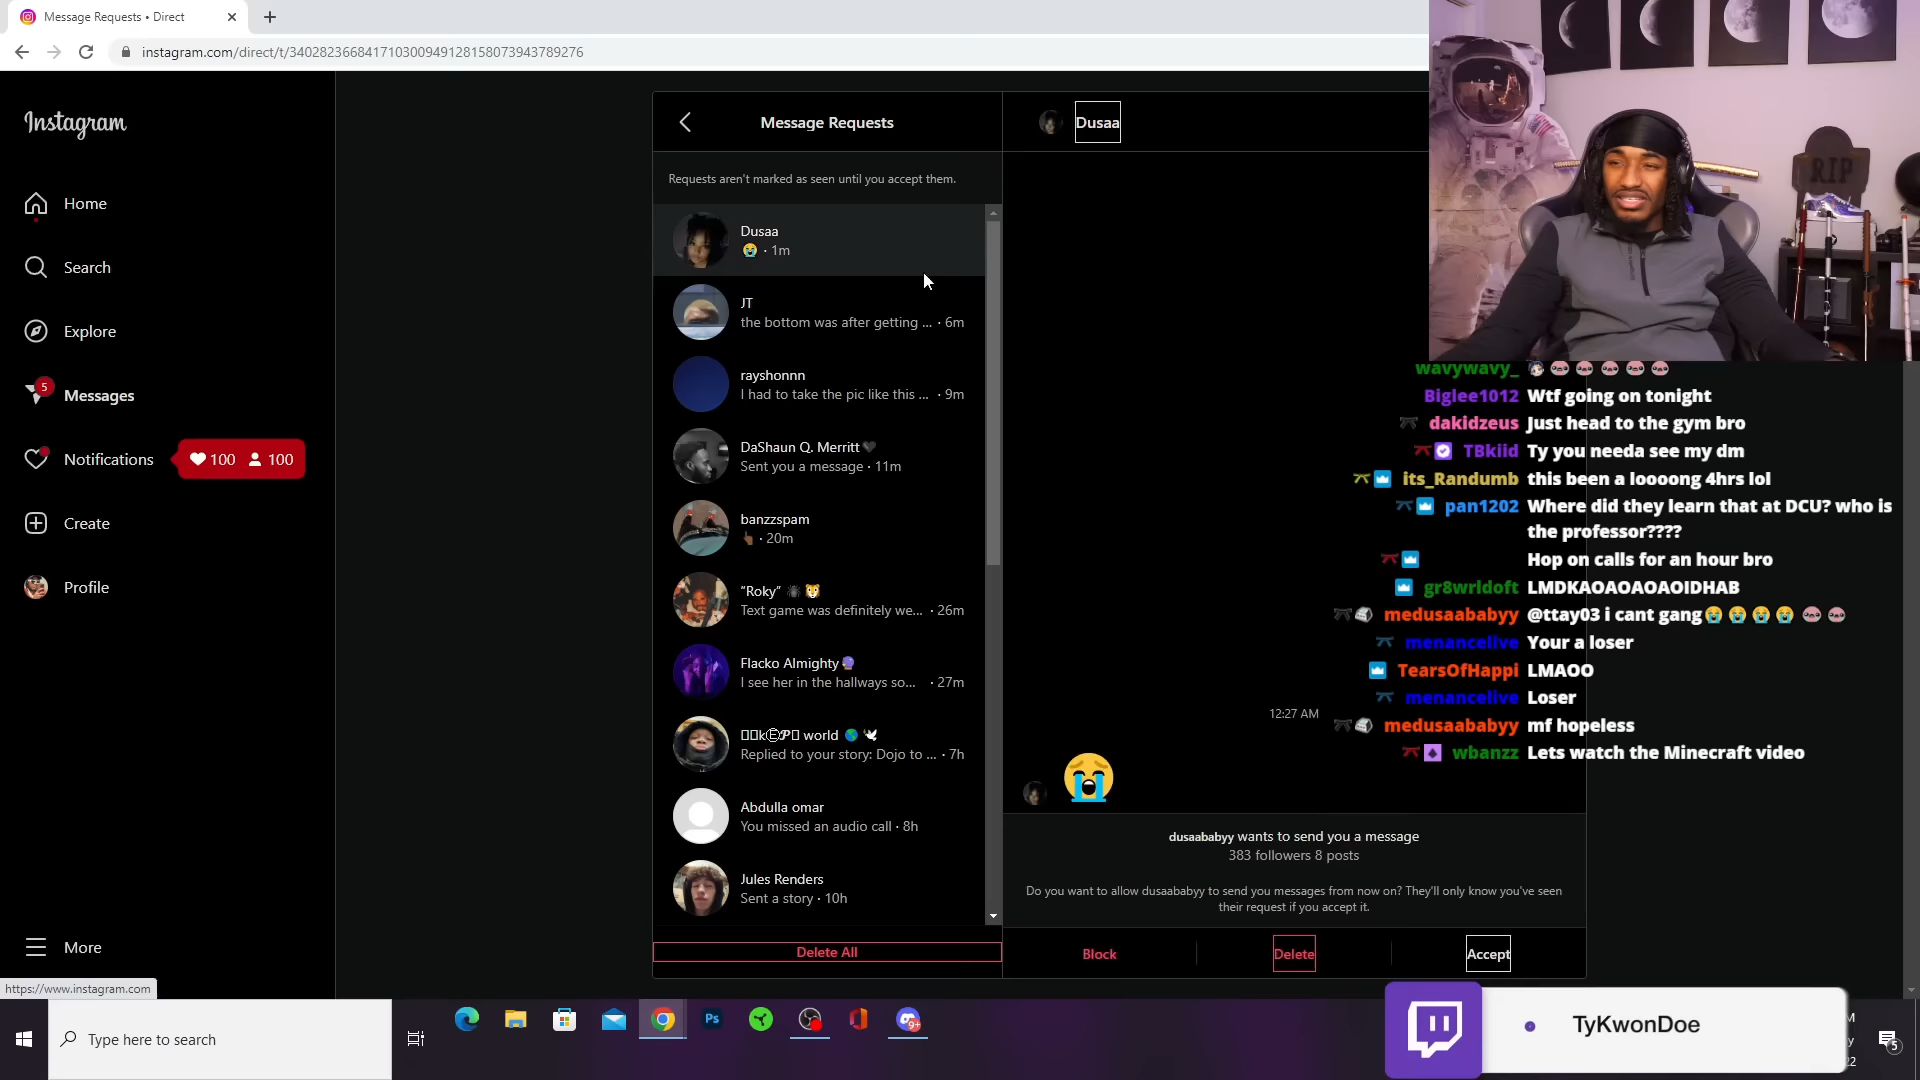 Message Requests • Direct
instagram.com/direct/t/340282366841710300949128158073943789276
Instagram
Home
Search
Explore
5
Messages
Notifications
100 100
Create
Profile
More
https://www.instagram.com
Message Requests
Requests aren't marked as seen until you accept them.
Dusaa
😭 · 1m
JT
the bottom was after getting ... · 6m
rayshonnn
I had to take the pic like this ... · 9m
DaShaun Q. Merritt🖤
Sent you a message · 11m
banzzspam
👆🏾 · 20m
"Roky" 🕷 🐯
Text game was definitely we... · 26m
Flacko Almighty🔮
I see her in the hallways so... · 27m
world 🌎 🕊
Replied to your story: Dojo to ... · 7h
Abdulla omar
You missed an audio call · 8h
Jules Renders
Sent a story · 10h
Delete All
Dusaa
12:27 AM
😭
dusaababyy wants to send you a message
383 followers 8 posts
Do you want to allow dusaababyy to send you messages from now on? They'll only know you've seen
their request if you accept it.
Block
Delete
Accept
RIP
wavywavy_
Biglee1012 Wtf going on tonight
dakidzeus Just head to the gym bro
TBkiid Ty you needa see my dm
its_Randumb this been a loooong 4hrs lol
pan1202 Where did they learn that at DCU? who is
the professor????
Hop on calls for an hour bro
gr8wrldoft LMDKAOAOAOAOIDHAB
medusaababyy @ttay03 i cant gang😭😭😭😭
menancelive Your a loser
TearsOfHappi LMAOO
menancelive Loser
medusaababyy mf hopeless
wbanzz Lets watch the Minecraft video
Type here to search
Ps
9+
TyKwonDoe
M
y
22
5